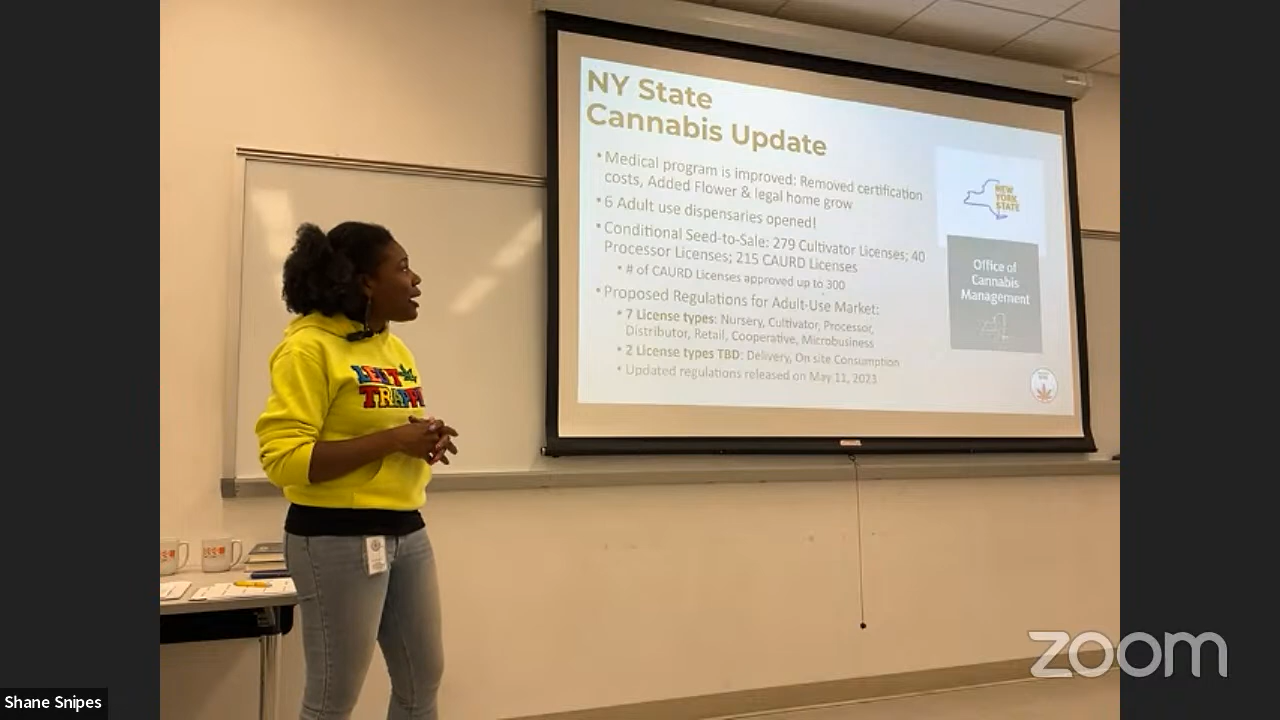 NY State
Cannabis Update
• Medical program is improved: Removed certification
costs, Added Flower & legal home grow
• 6 Adult use dispensaries opened!
• Conditional Seed-to-Sale: 279 Cultivator Licenses; 40
Processor Licenses; 215 CAURD Licenses
• # of CAURD Licenses approved up to 300
• Proposed Regulations for Adult-Use Market:
• 7 License types: Nursery, Cultivator, Processor,
Distributor, Retail, Cooperative, Microbusiness
• 2 License types TBD: Delivery, On site Consumption
• Updated regulations released on May 11, 2023
NEW
YORK
STATE
Office of
Cannabis
Management
zoom
Shane Snipes